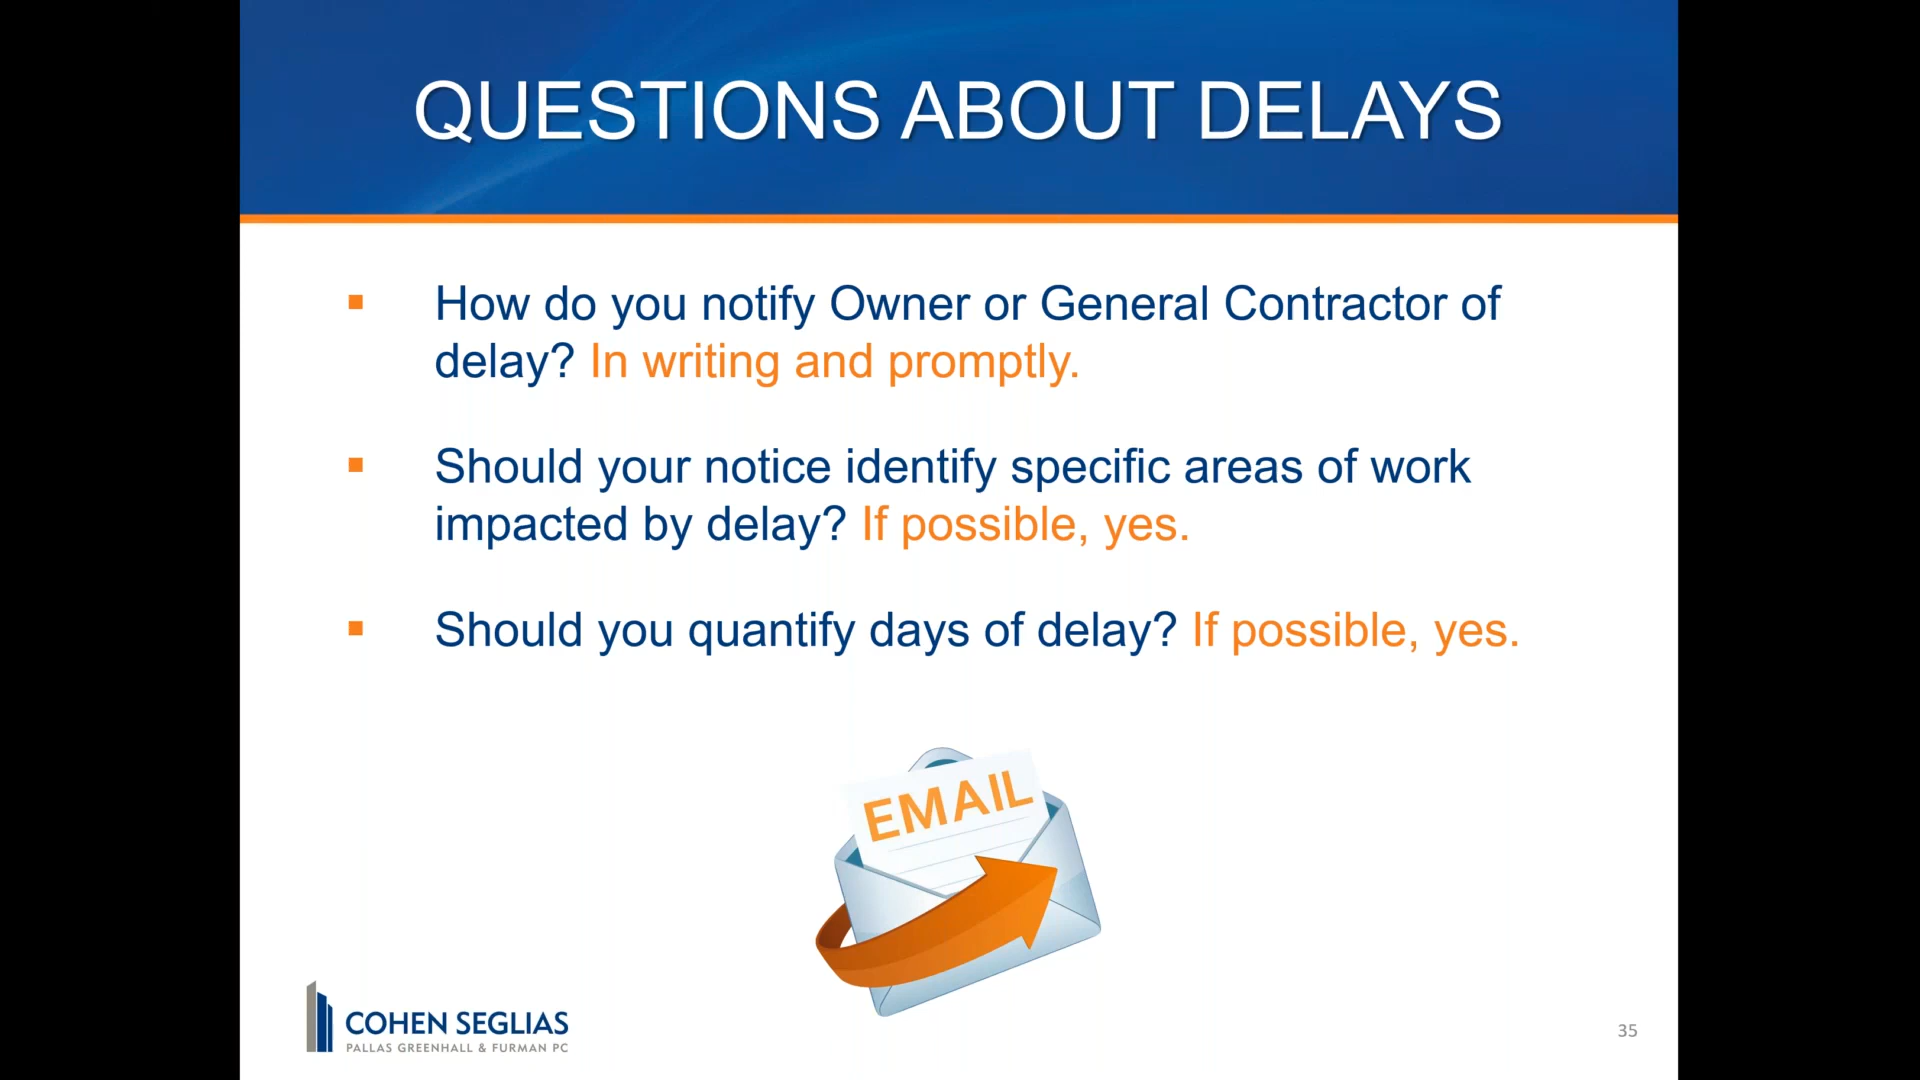 QUESTIONS ABOUT DELAYS
▪ How do you notify Owner or General Contractor of
delay? In writing and promptly.
▪ Should your notice identify specific areas of work
impacted by delay? If possible, yes.
▪ Should you quantify days of delay? If possible, yes.
EMAIL
COHEN SEGLIAS
PALLAS GREENHALL & FURMAN PC
35